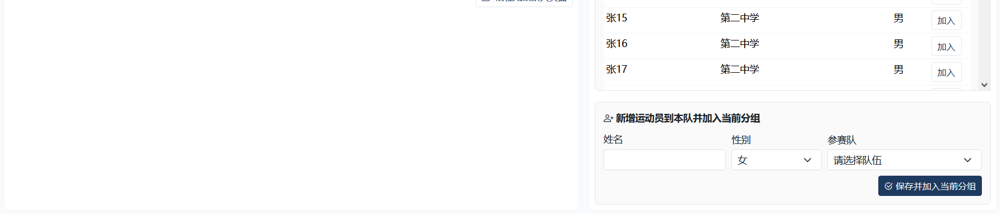 张15 第二中学 男 加入
张16 第二中学 男 加入
张17 第二中学 男 加入
新增运动员到本队并加入当前分组
姓名 性别 参赛队
女 请选择队伍
保存并加入当前分组